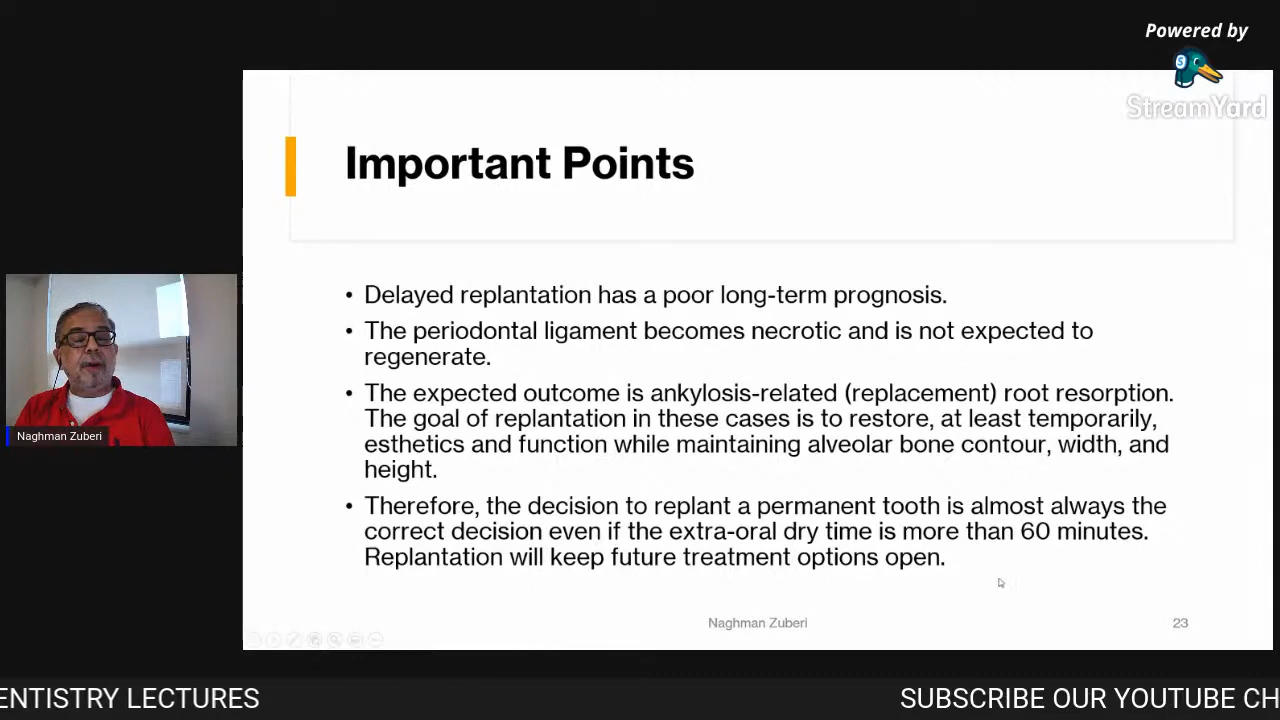 Powered by
StreamYard
Important Points
• Delayed replantation has a poor long-term prognosis.
• The periodontal ligament becomes necrotic and is not expected to
regenerate.
• The expected outcome is ankylosis-related (replacement) root resorption.
The goal of replantation in these cases is to restore, at least temporarily,
esthetics and function while maintaining alveolar bone contour, width, and
height.
• Therefore, the decision to replant a permanent tooth is almost always the
correct decision even if the extra-oral dry time is more than 60 minutes.
Replantation will keep future treatment options open.
Naghman Zuberi
Naghman Zuberi
23
ENTISTRY LECTURES
SUBSCRIBE OUR YOUTUBE CH